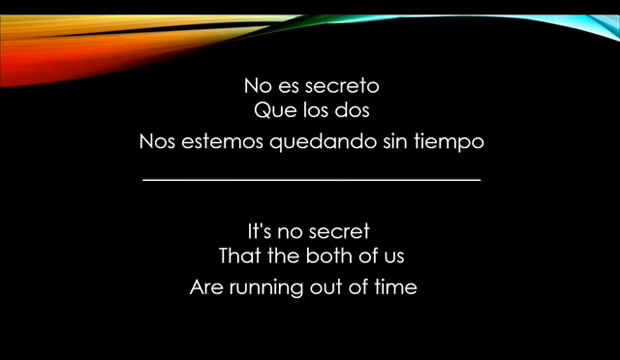 No es secreto
Que los dos
Nos estemos quedando sin tiempo
It's no secret
That the both of us
Are running out of time